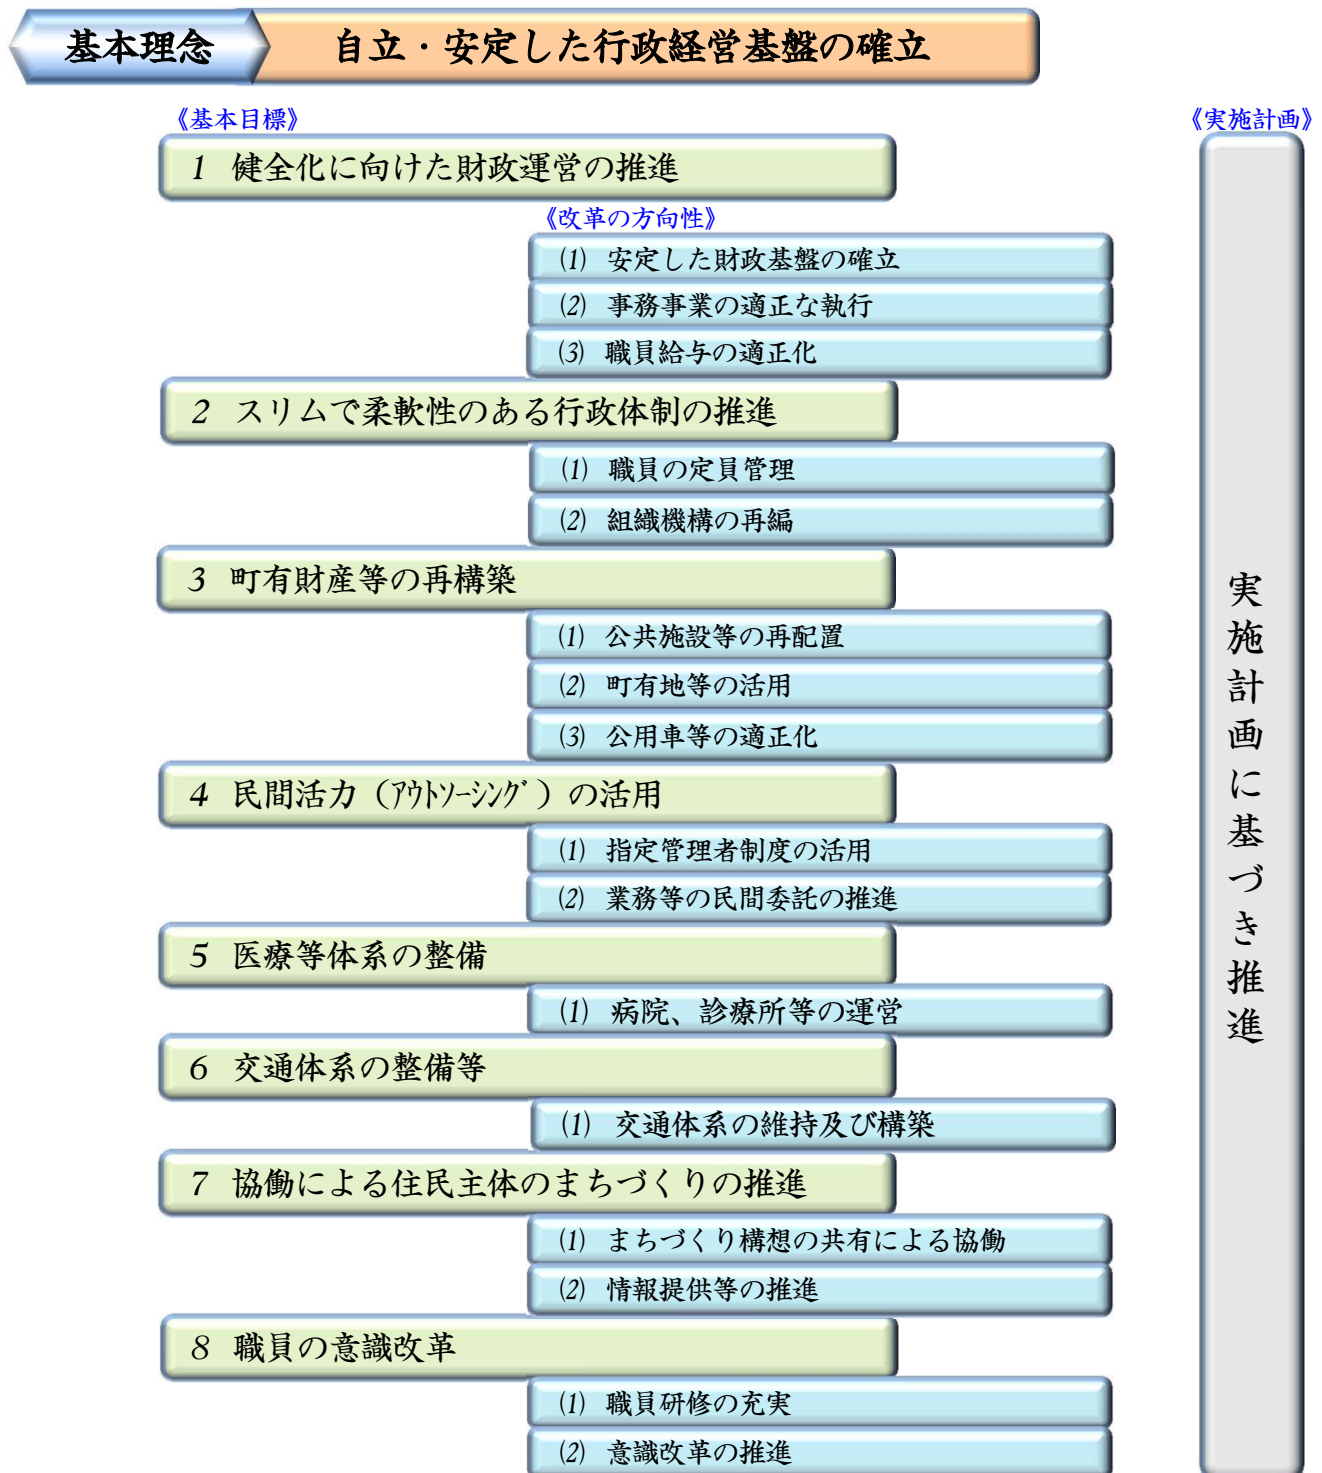 基本理念
自立・安定した行政経営基盤の確立
《基本目標》
《実施計画》
1 健全化に向けた財政運営の推進
《改革の方向性》
(1) 安定した財政基盤の確立
(2) 事務事業の適正な執行
(3) 職員給与の適正化
2 スリムで柔軟性のある行政体制の推進
(1) 職員の定員管理
(2) 組織機構の再編
3 町有財産等の再構築
(1) 公共施設等の再配置
(2) 町有地等の活用
(3) 公用車等の適正化
4 民間活力（ｱｳﾄｿｰｼﾝｸﾞ）の活用
(1) 指定管理者制度の活用
(2) 業務等の民間委託の推進
5 医療等体系の整備
(1) 病院、診療所等の運営
6 交通体系の整備等
(1) 交通体系の維持及び構築
7 協働による住民主体のまちづくりの推進
(1) まちづくり構想の共有による協働
(2) 情報提供等の推進
8 職員の意識改革
(1) 職員研修の充実
(2) 意識改革の推進
実施計画に基づき推進